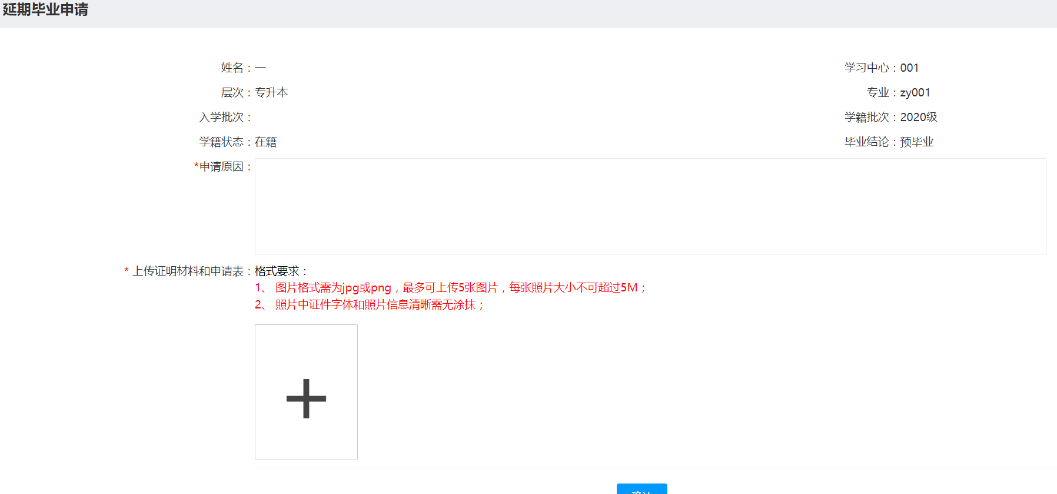 延期毕业申请
姓名：一
学习中心：001
层次：专升本
专业：zy001
入学批次：
学籍批次：2020级
学籍状态：在籍
毕业结论：预毕业
*申请原因：
* 上传证明材料和申请表：格式要求：
1、 图片格式需为jpg或png，最多可上传5张图片，每张照片大小不可超过5M；
2、 照片中证件字体和照片信息清晰需无涂抹；